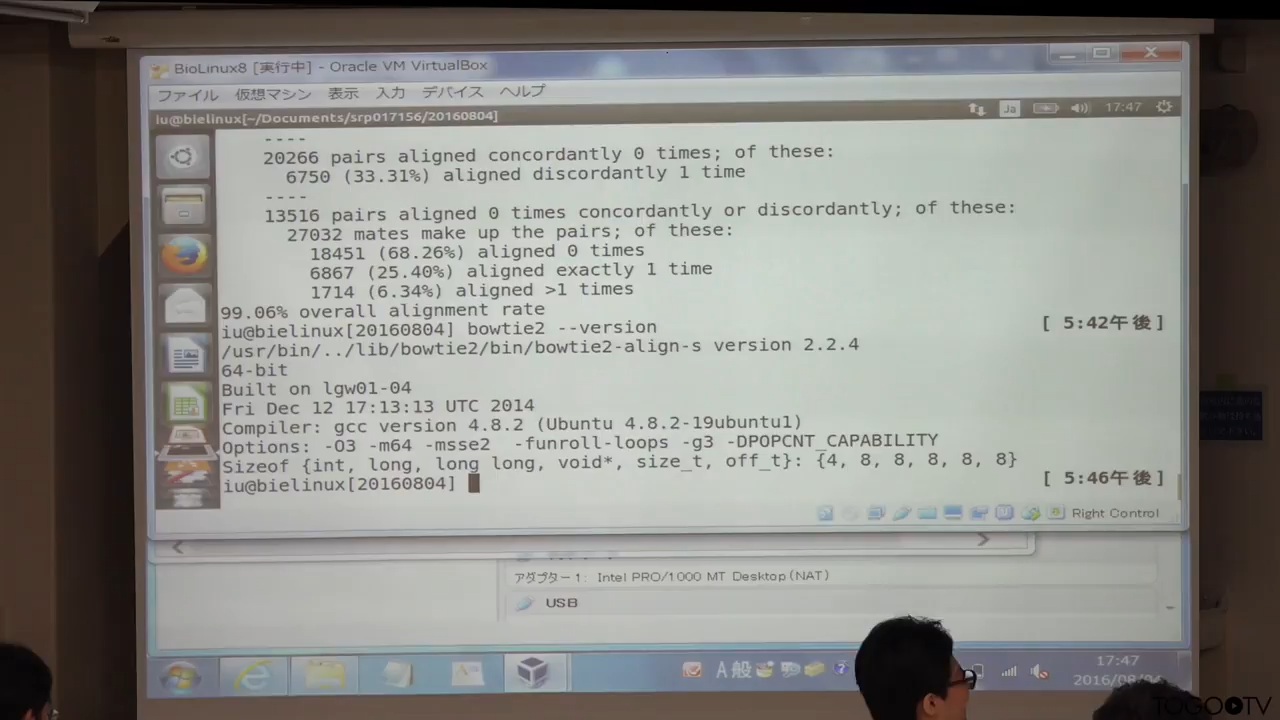 BioLinux8 [実行中] - Oracle VM VirtualBox
ファイル 仮想マシン 表示 入力 デバイス ヘルプ
iu@bielinux[~/Documents/srp017156/20160804] Ja 17:47
----
20266 pairs aligned concordantly 0 times; of these:
6750 (33.31%) aligned discordantly 1 time
----
13516 pairs aligned 0 times concordantly or discordantly; of these:
27032 mates make up the pairs; of these:
18451 (68.26%) aligned 0 times
6867 (25.40%) aligned exactly 1 time
1714 (6.34%) aligned >1 times
99.06% overall alignment rate
iu@bielinux[20160804] bowtie2 --version [ 5:42午後]
/usr/bin/../lib/bowtie2/bin/bowtie2-align-s version 2.2.4
64-bit
Built on lgw01-04
Fri Dec 12 17:13:13 UTC 2014
Compiler: gcc version 4.8.2 (Ubuntu 4.8.2-19ubuntu1)
Options: -O3 -m64 -msse2 -funroll-loops -g3 -DPOPCNT_CAPABILITY
Sizeof {int, long, long long, void*, size_t, off_t}: {4, 8, 8, 8, 8, 8}
iu@bielinux[20160804] [ 5:46午後]
Right Control
アダプター 1: Intel PRO/1000 MT Desktop (NAT)
USB
A般
17:47
2016/08/04
TOGOTV